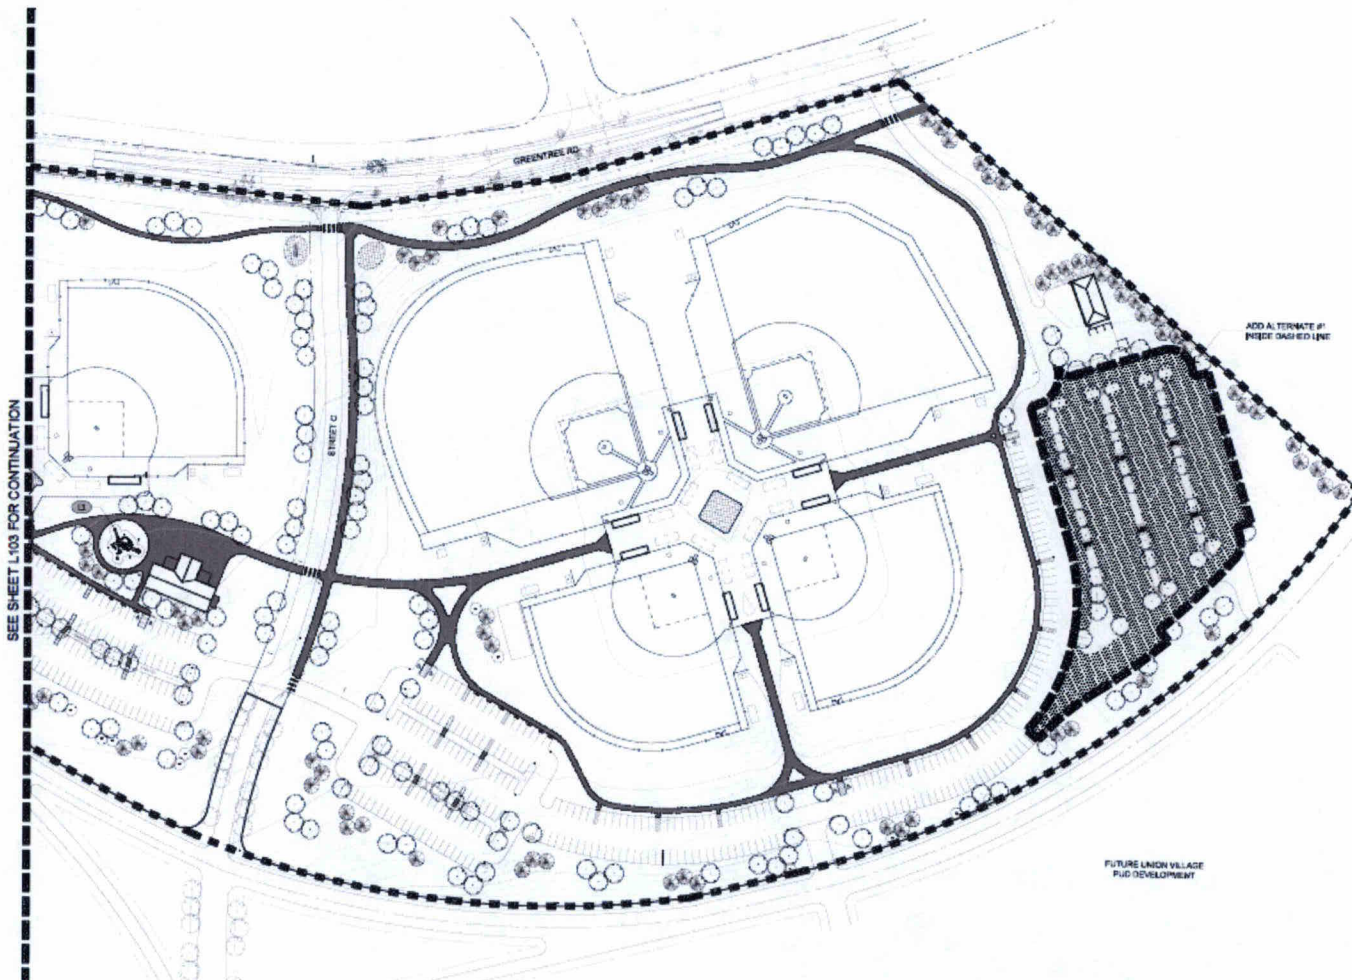 GREENTREE RD
ADD ALTERNATE #1
INSIDE DASHED LINE
SEE SHEET L103 FOR CONTINUATION
STREET C
FUTURE UNION VILLAGE
PUD DEVELOPMENT